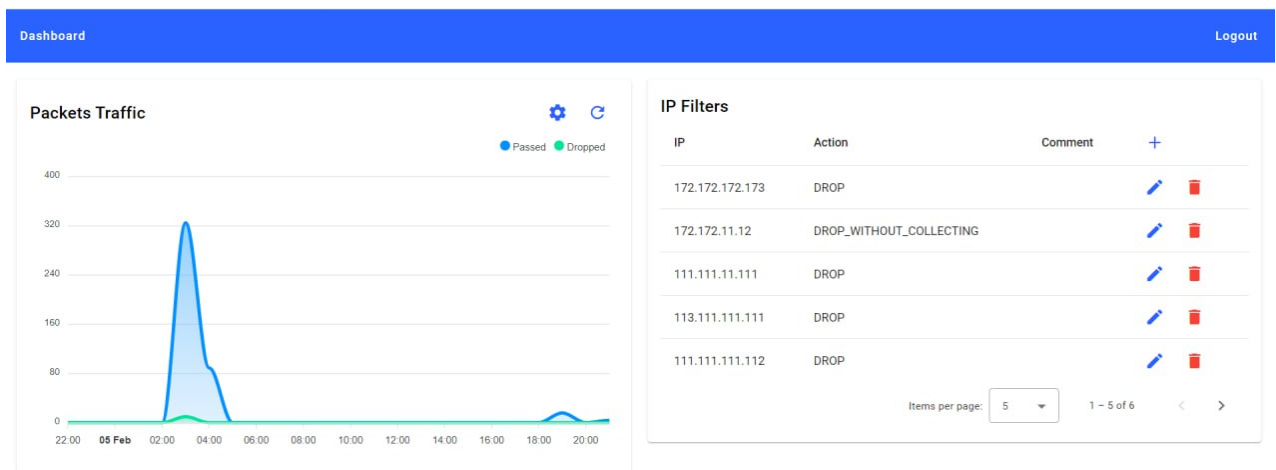 Dashboard Logout
Packets Traffic
Passed Dropped
400
320
240
160
80
0
22:00 05 Feb 02:00 04:00 06:00 08:00 10:00 12:00 14:00 16:00 18:00 20:00
IP Filters
IP Action Comment
172.172.172.173 DROP
172.172.11.12 DROP_WITHOUT_COLLECTING
111.111.11.111 DROP
113.111.111.111 DROP
111.111.111.112 DROP
Items per page: 5 1 – 5 of 6